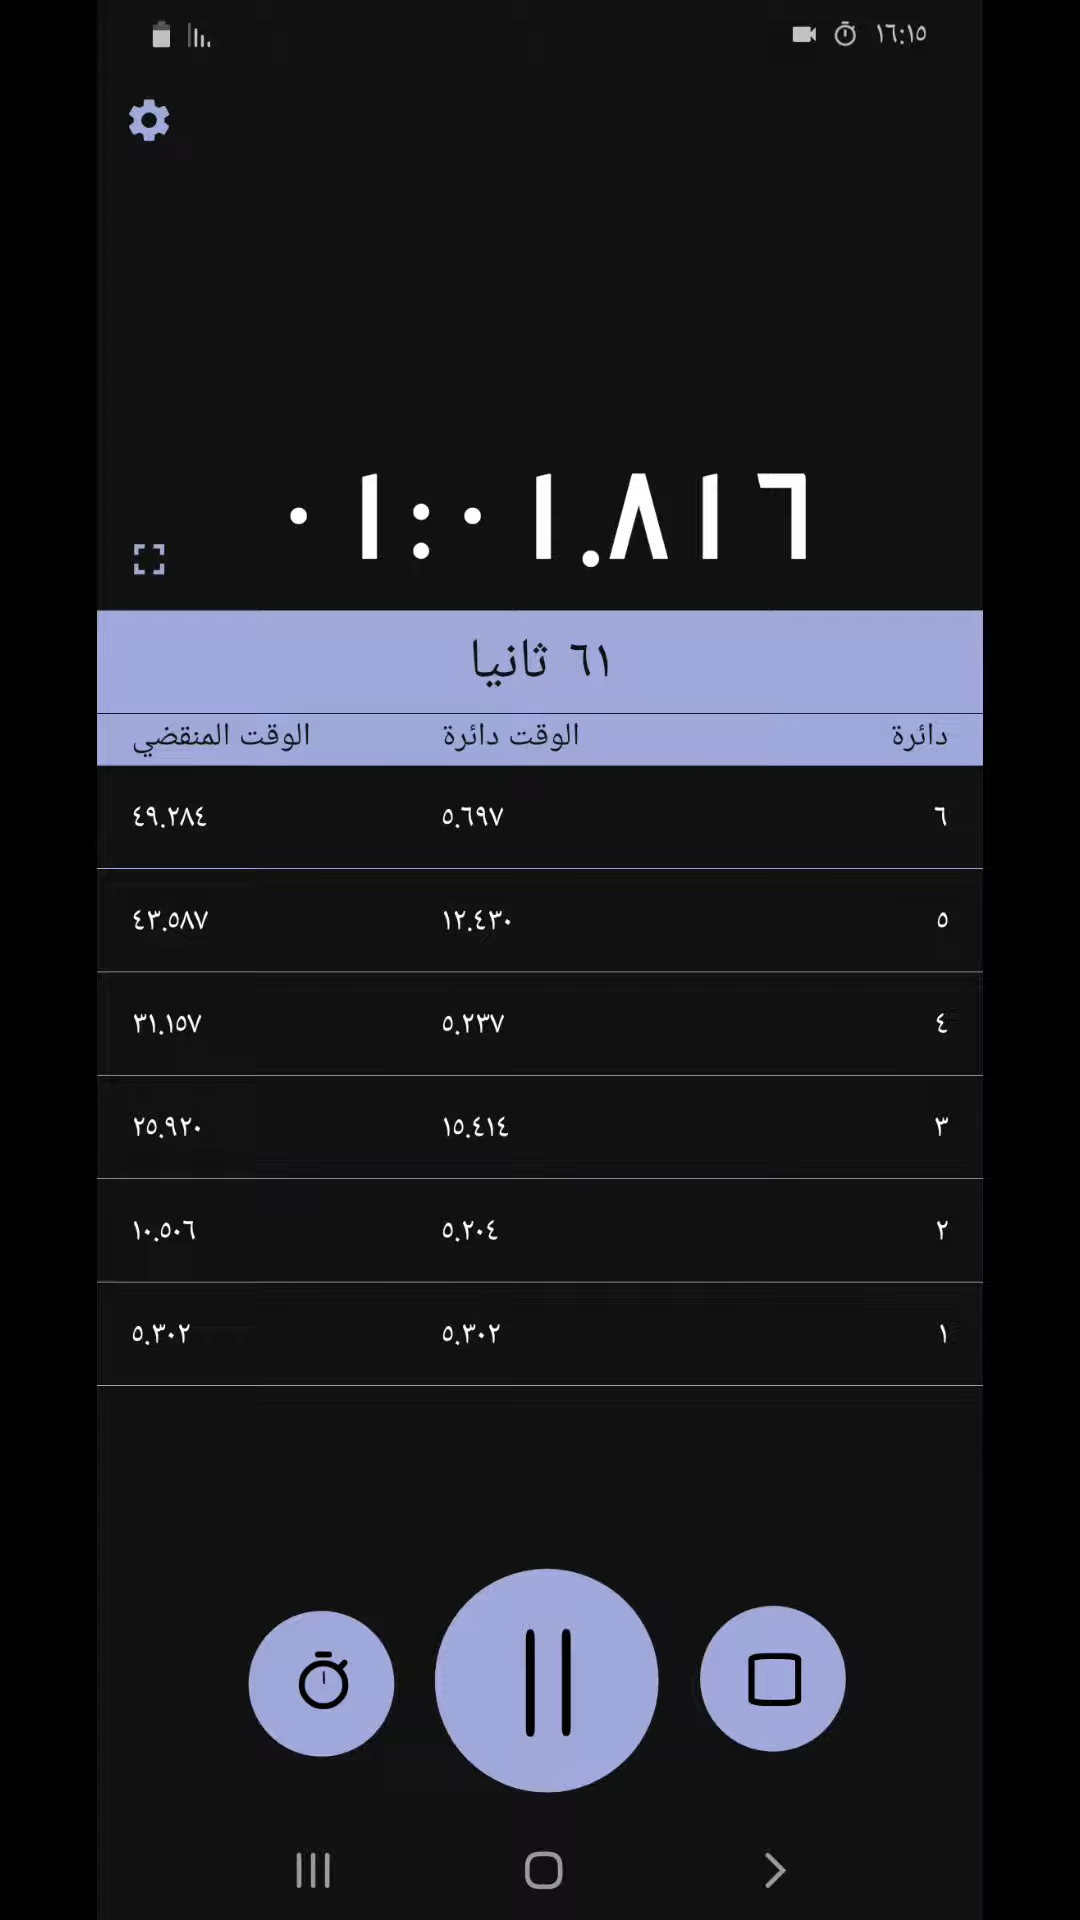 ١٦:١٥
٠١:٠١.٨١٦
٦١ ثانيا
دائرة الوقت دائرة الوقت المنقضي
٦ ٥.٦٩٧ ٤٩.٢٨٤
٥ ١٢.٤٣٠ ٤٣.٥٨٧
٤ ٥.٢٣٧ ٣١.١٥٧
٣ ١٥.٤١٤ ٢٥.٩٢٠
٢ ٥.٢٠٤ ١٠.٥٠٦
١ ٥.٣٠٢ ٥.٣٠٢